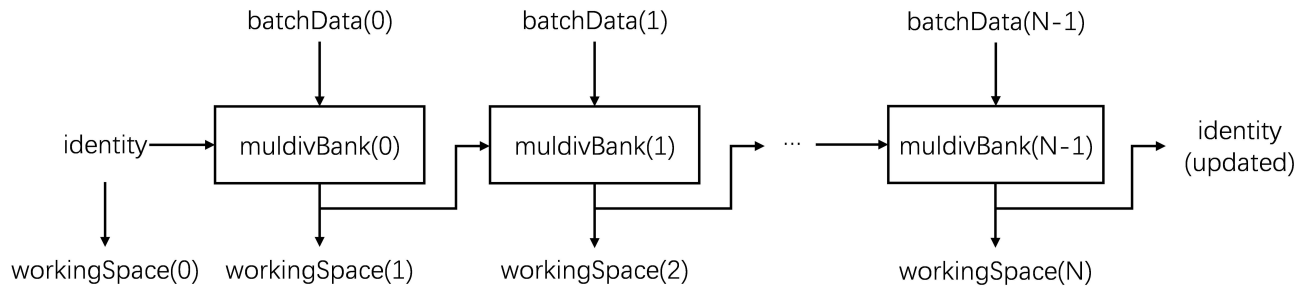 batchData(0)
batchData(1)
batchData(N-1)
identity
muldivBank(0)
muldivBank(1)
...
muldivBank(N-1)
identity
(updated)
workingSpace(0)
workingSpace(1)
workingSpace(2)
workingSpace(N)